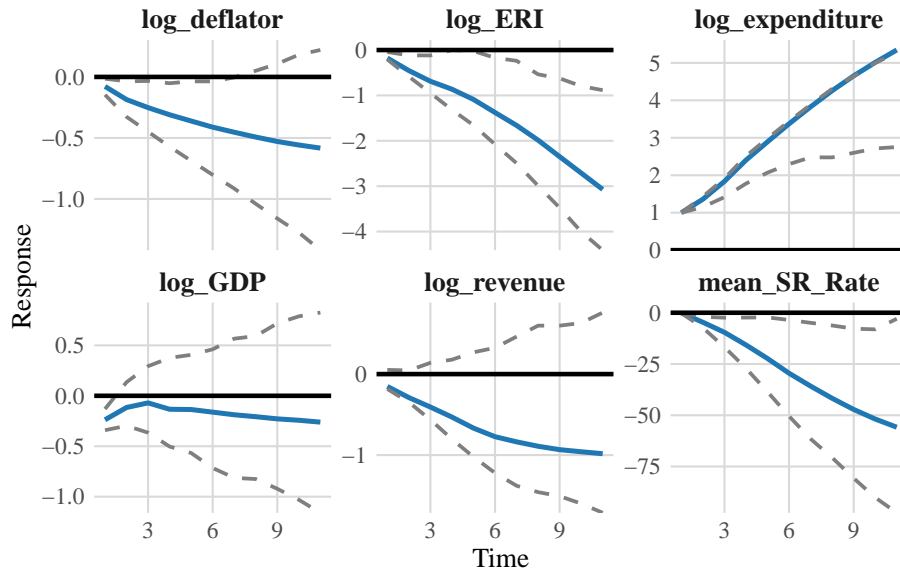 log_deflator
log_ERI
log_expenditure
0.0
−0.5
−1.0
0
−1
−2
−3
−4
5
4
3
2
1
0
Response
log_GDP
log_revenue
mean_SR_Rate
0.5
0.0
−0.5
−1.0
0
−1
0
−25
−50
−75
3 6 9
3 6 9
3 6 9
Time